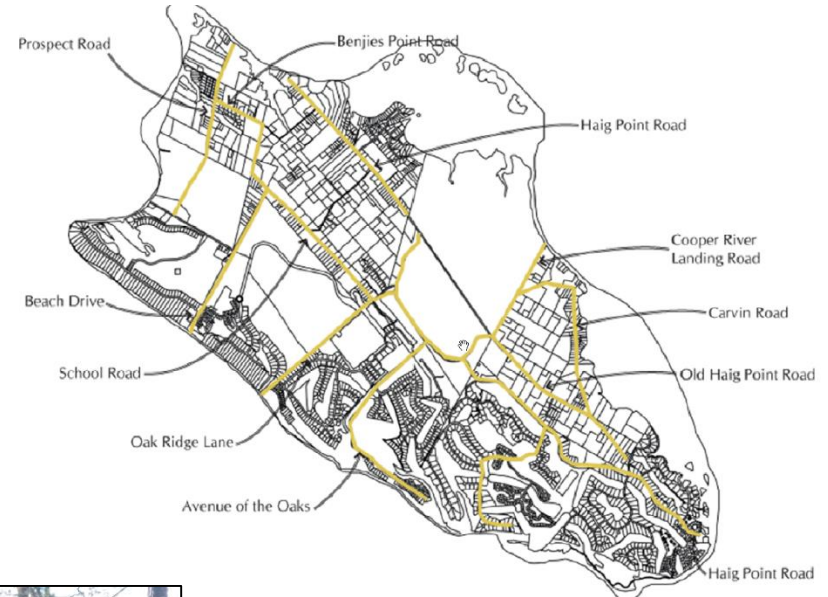 Prospect Road
Benjies Point Road
Haig Point Road
Cooper River
Landing Road
Beach Drive
Carvin Road
School Road
Old Haig Point Road
Oak Ridge Lane
Avenue of the Oaks
Haig Point Road